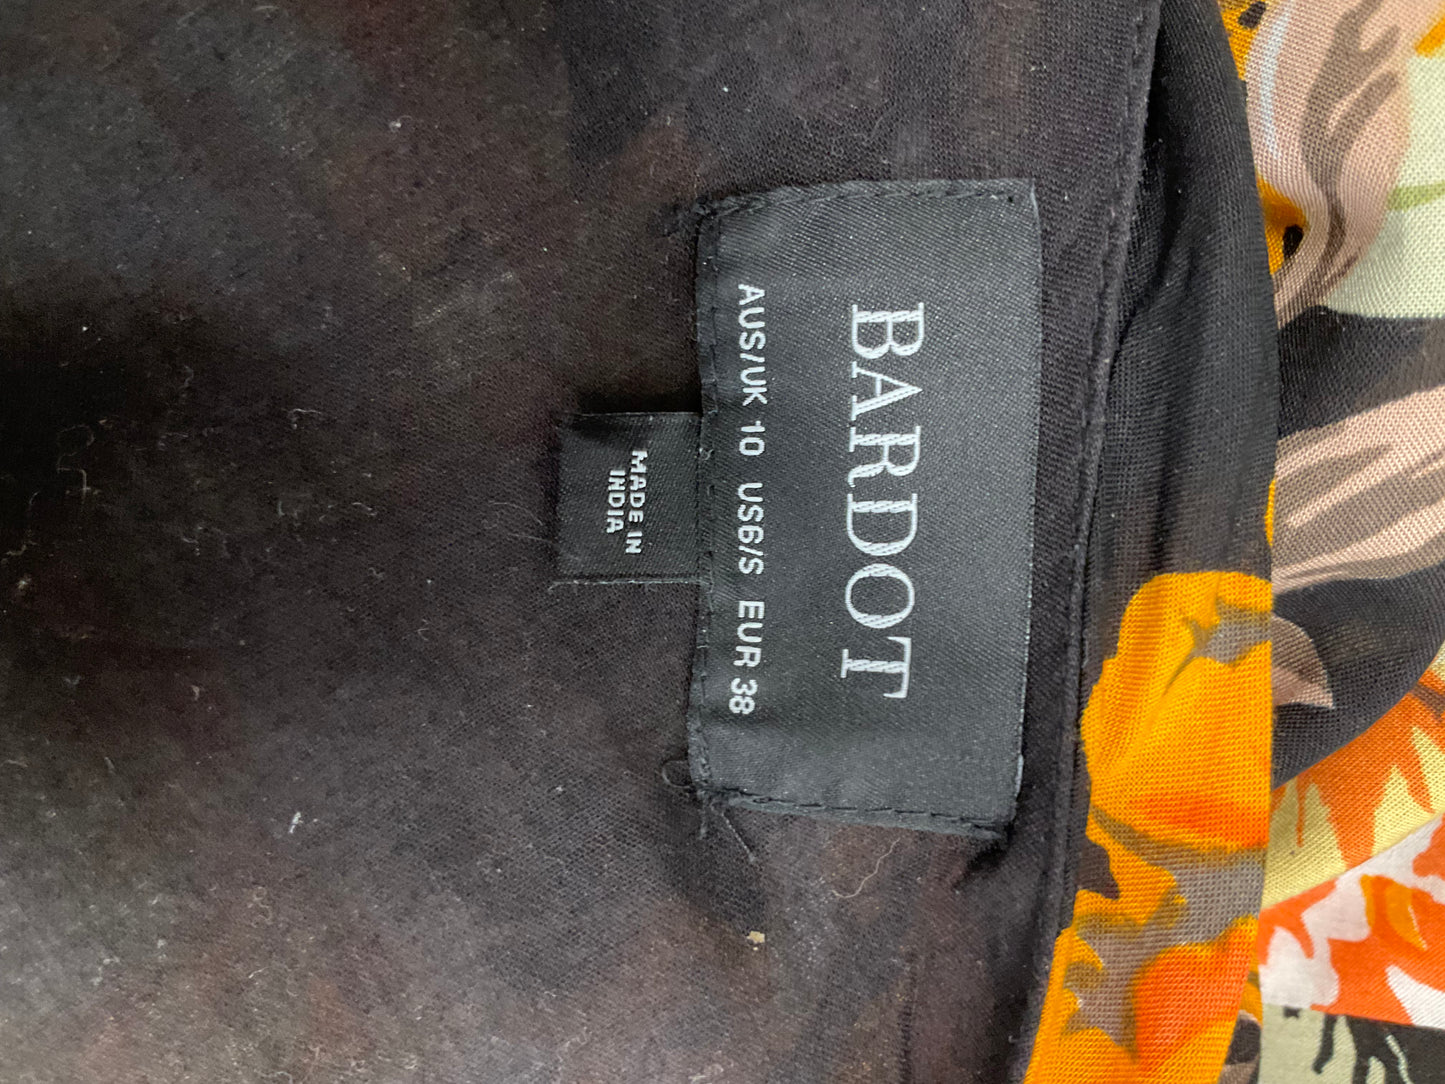 BARDOT
AUS/UK 10 US6/S EUR 38
MADE IN
INDIA